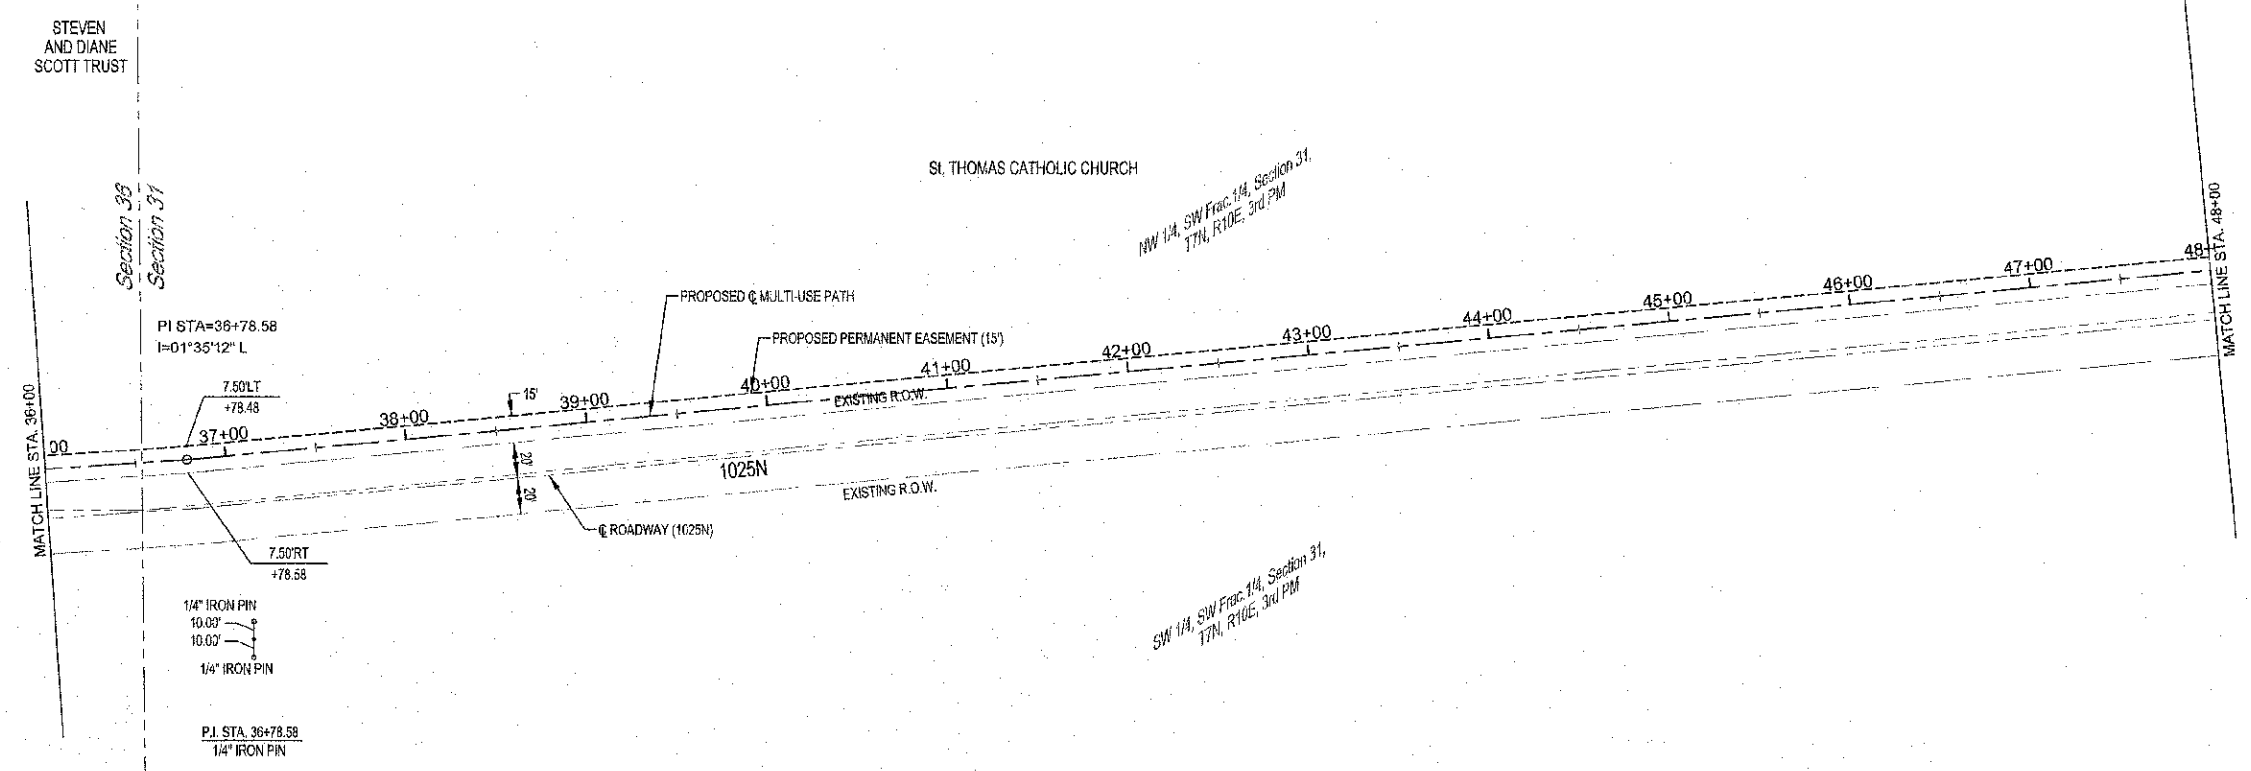 STEVEN
AND DIANE
SCOTT TRUST
Section 36
Section 31
St. THOMAS CATHOLIC CHURCH
NW 1/4, SW Frac. 1/4, Section 31,
T7N, R10E, 3rd PM
PI STA=36+78.58
I=01°35'12" L
7.50'LT
+78.48
MATCH LINE STA. 36+00
00
37+00
38+00
39+00
40+00
41+00
42+00
43+00
44+00
45+00
46+00
47+00
48+
MATCH LINE STA. 48+00
PROPOSED ℄ MULTI-USE PATH
PROPOSED PERMANENT EASEMENT (15')
15'
EXISTING R.O.W.
20'
20'
1025N
EXISTING R.O.W.
℄ ROADWAY (1025N)
7.50'RT
+78.58
1/4" IRON PIN
10.00'
10.00'
1/4" IRON PIN
P.I. STA. 36+78.58
1/4" IRON PIN
SW 1/4, SW Frac. 1/4, Section 31,
T7N, R10E, 3rd PM